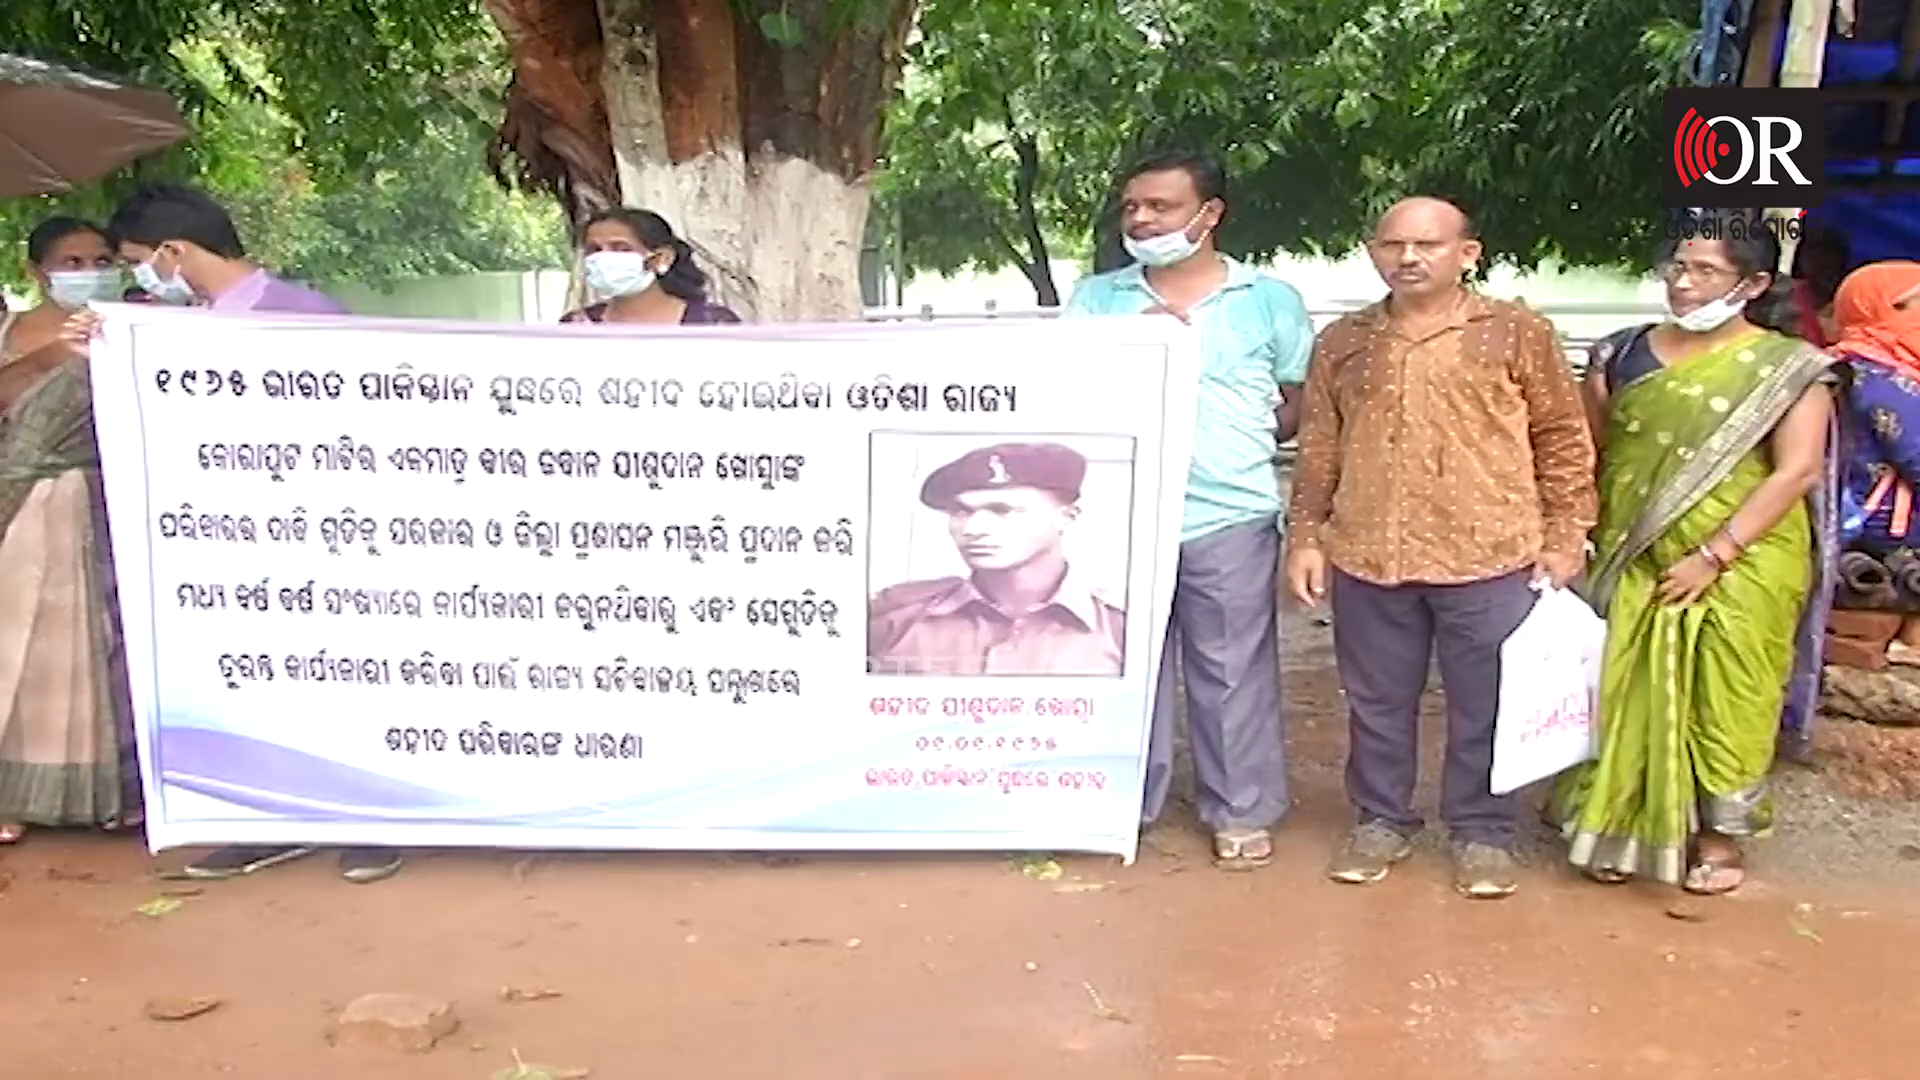 OR
ଓଡ଼ିଶା ରିପୋର୍ଟ
୧୯୬୫ ଭାରତ ପାକିସ୍ତାନ ଯୁଦ୍ଧରେ ଶହୀଦ ହୋଇଥିବା ଓଡିଶା ରାଜ୍ୟ
କୋରାପୁଟ ମାଟିର ଏକମାତ୍ର ବୀର ଜବାନ ଯୀଶୁଦାନ ଖୋସ୍ଲାଙ୍କ
ପରିବାରର ଦାବି ଗୁଡିକୁ ସରକାର ଓ ଜିଲ୍ଲା ପ୍ରଶାସନ ମଞ୍ଜୁରି ପ୍ରଦାନ କରି
ମଧ୍ୟ ବର୍ଷ ବର୍ଷ ସଂଖ୍ୟାରେ କାର୍ଯ୍ୟକାରୀ କରୁନଥିବାରୁ ଏବଂ ସେଗୁଡିକୁ
ତୁରନ୍ତ କାର୍ଯ୍ୟକାରୀ କରିବା ପାଇଁ ରାଜ୍ୟ ସଚିବାଳୟ ସମ୍ମୁଖରେ
ଶହୀଦ ପରିବାରଙ୍କ ଧାରଣା
ଶହୀଦ ଯୀଶୁଦାନ ଖୋସ୍ଲା
ଭାରତ, ପାକିସ୍ତାନ ଯୁଦ୍ଧରେ ଶହୀଦ